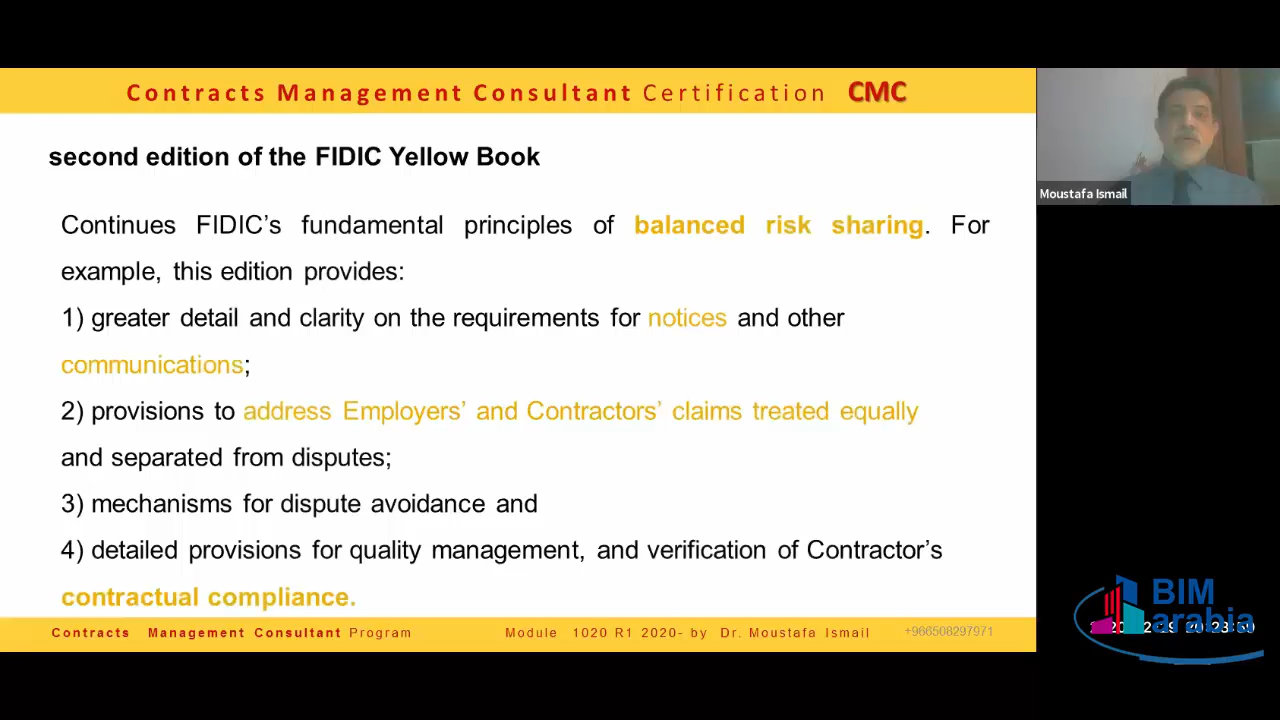 Contracts Management Consultant Certification CMC
second edition of the FIDIC Yellow Book
Continues FIDIC’s fundamental principles of balanced risk sharing. For
example, this edition provides:
1) greater detail and clarity on the requirements for notices and other
communications;
2) provisions to address Employers’ and Contractors’ claims treated equally
and separated from disputes;
3) mechanisms for dispute avoidance and
4) detailed provisions for quality management, and verification of Contractor’s
contractual compliance.
Contracts Management Consultant Program
Module 1020 R1 2020- by Dr. Moustafa Ismail
+966508297971
Moustafa Ismail
BIM
arabia